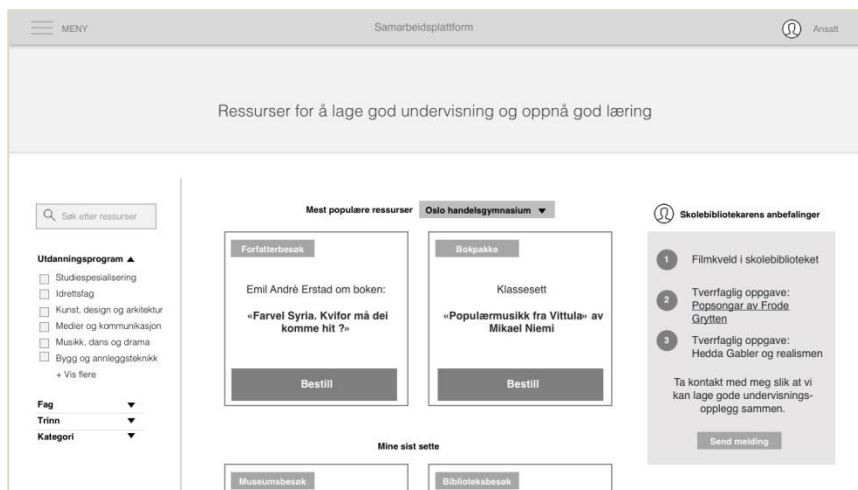 MENY
Samarbeidsplattform
Ansatt
Ressurser for å lage god undervisning og oppnå god læring
Søk etter ressurser
Utdanningsprogram ▲
Studiespesialisering
Idrettsfag
Kunst, design og arkitektur
Medier og kommunikasjon
Musikk, dans og drama
Bygg og annleggsteknikk
+ Vis flere
Fag ▼
Trinn ▼
Kategori ▼
Mest populære ressurser
Oslo handelsgymnasium ▼
Forfatterbesøk
Emil Andrè Erstad om boken:
«Farvel Syria. Kvifor må dei
komme hit ?»
Bestill
Bokpakke
Klassesett
«Populærmusikk fra Vittula» av
Mikael Niemi
Bestill
Mine sist sette
Museumsbesøk
Biblioteksbesøk
Skolebibliotekarens anbefalinger
1 Filmkveld i skolebiblioteket
2 Tverrfaglig oppgave:
Popsongar av Frode
Grytten
3 Tverrfaglig oppgave:
Hedda Gabler og realismen
Ta kontakt med meg slik at vi
kan lage gode undervisnings-
opplegg sammen.
Send melding